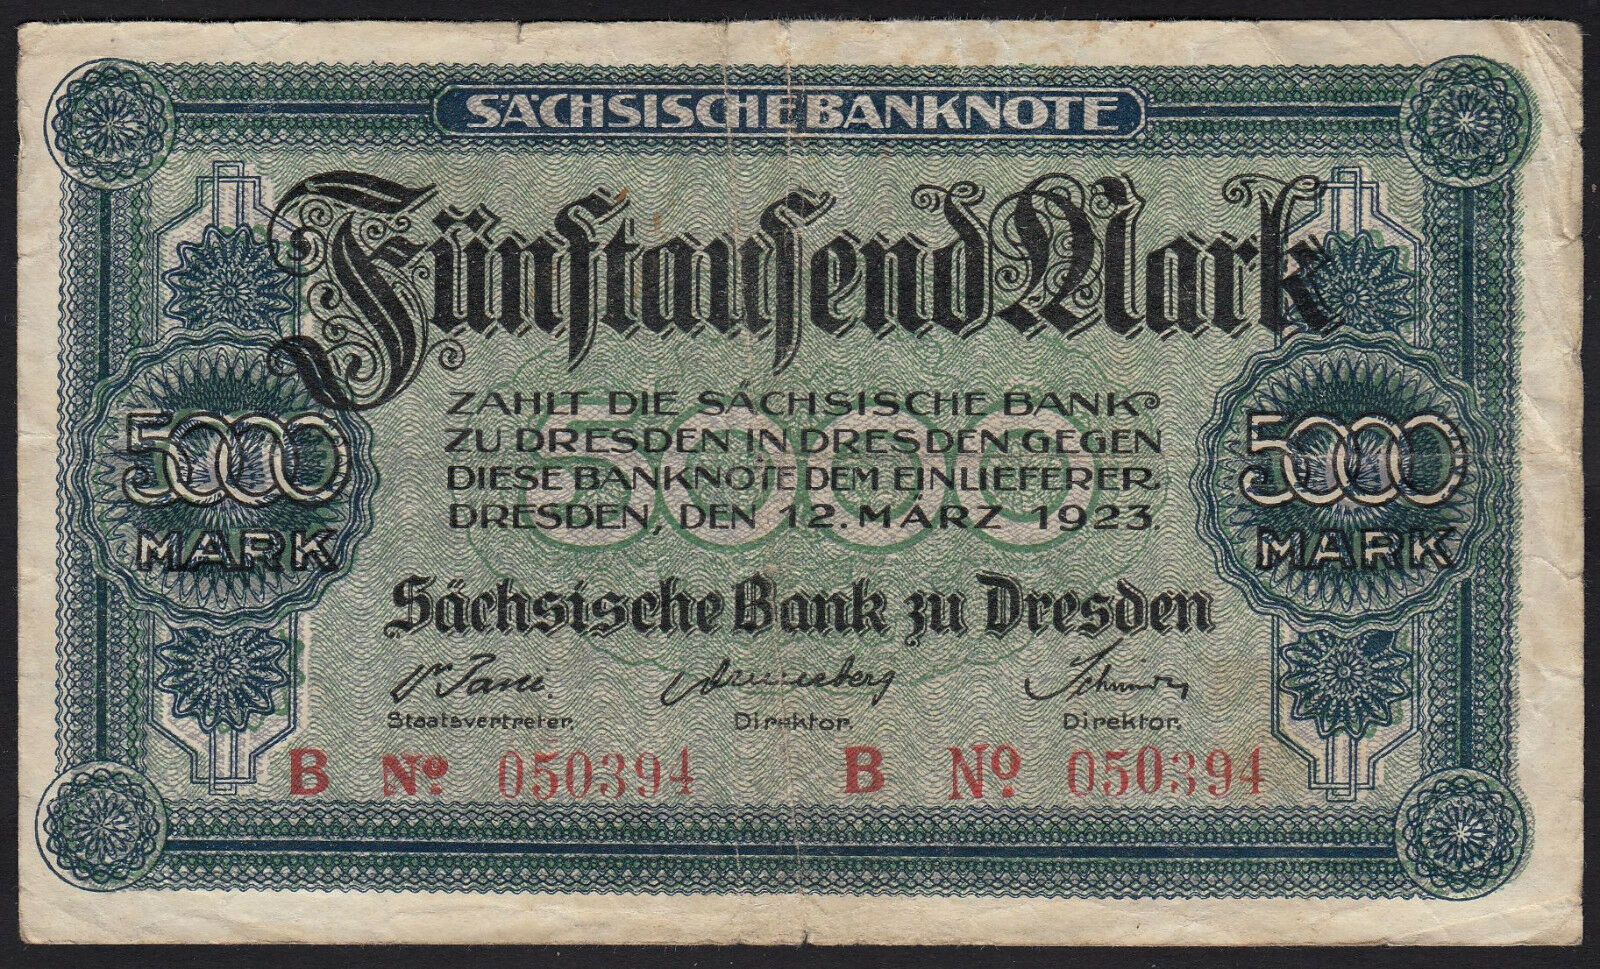 SÄCHSISCHE BANKNOTE
Fünftausend Mark
5000
MARK
5000
MARK
5000
ZAHLT DIE SÄCHSISCHE BANK
ZU DRESDEN IN DRESDEN GEGEN
DIESE BANKNOTE DEM EINLIEFERER.
DRESDEN, DEN 12. MÄRZ 1923.
Sächsische Bank zu Dresden
Staatsvertreter. Direktor. Direktor.
B No 050394 B No 050394